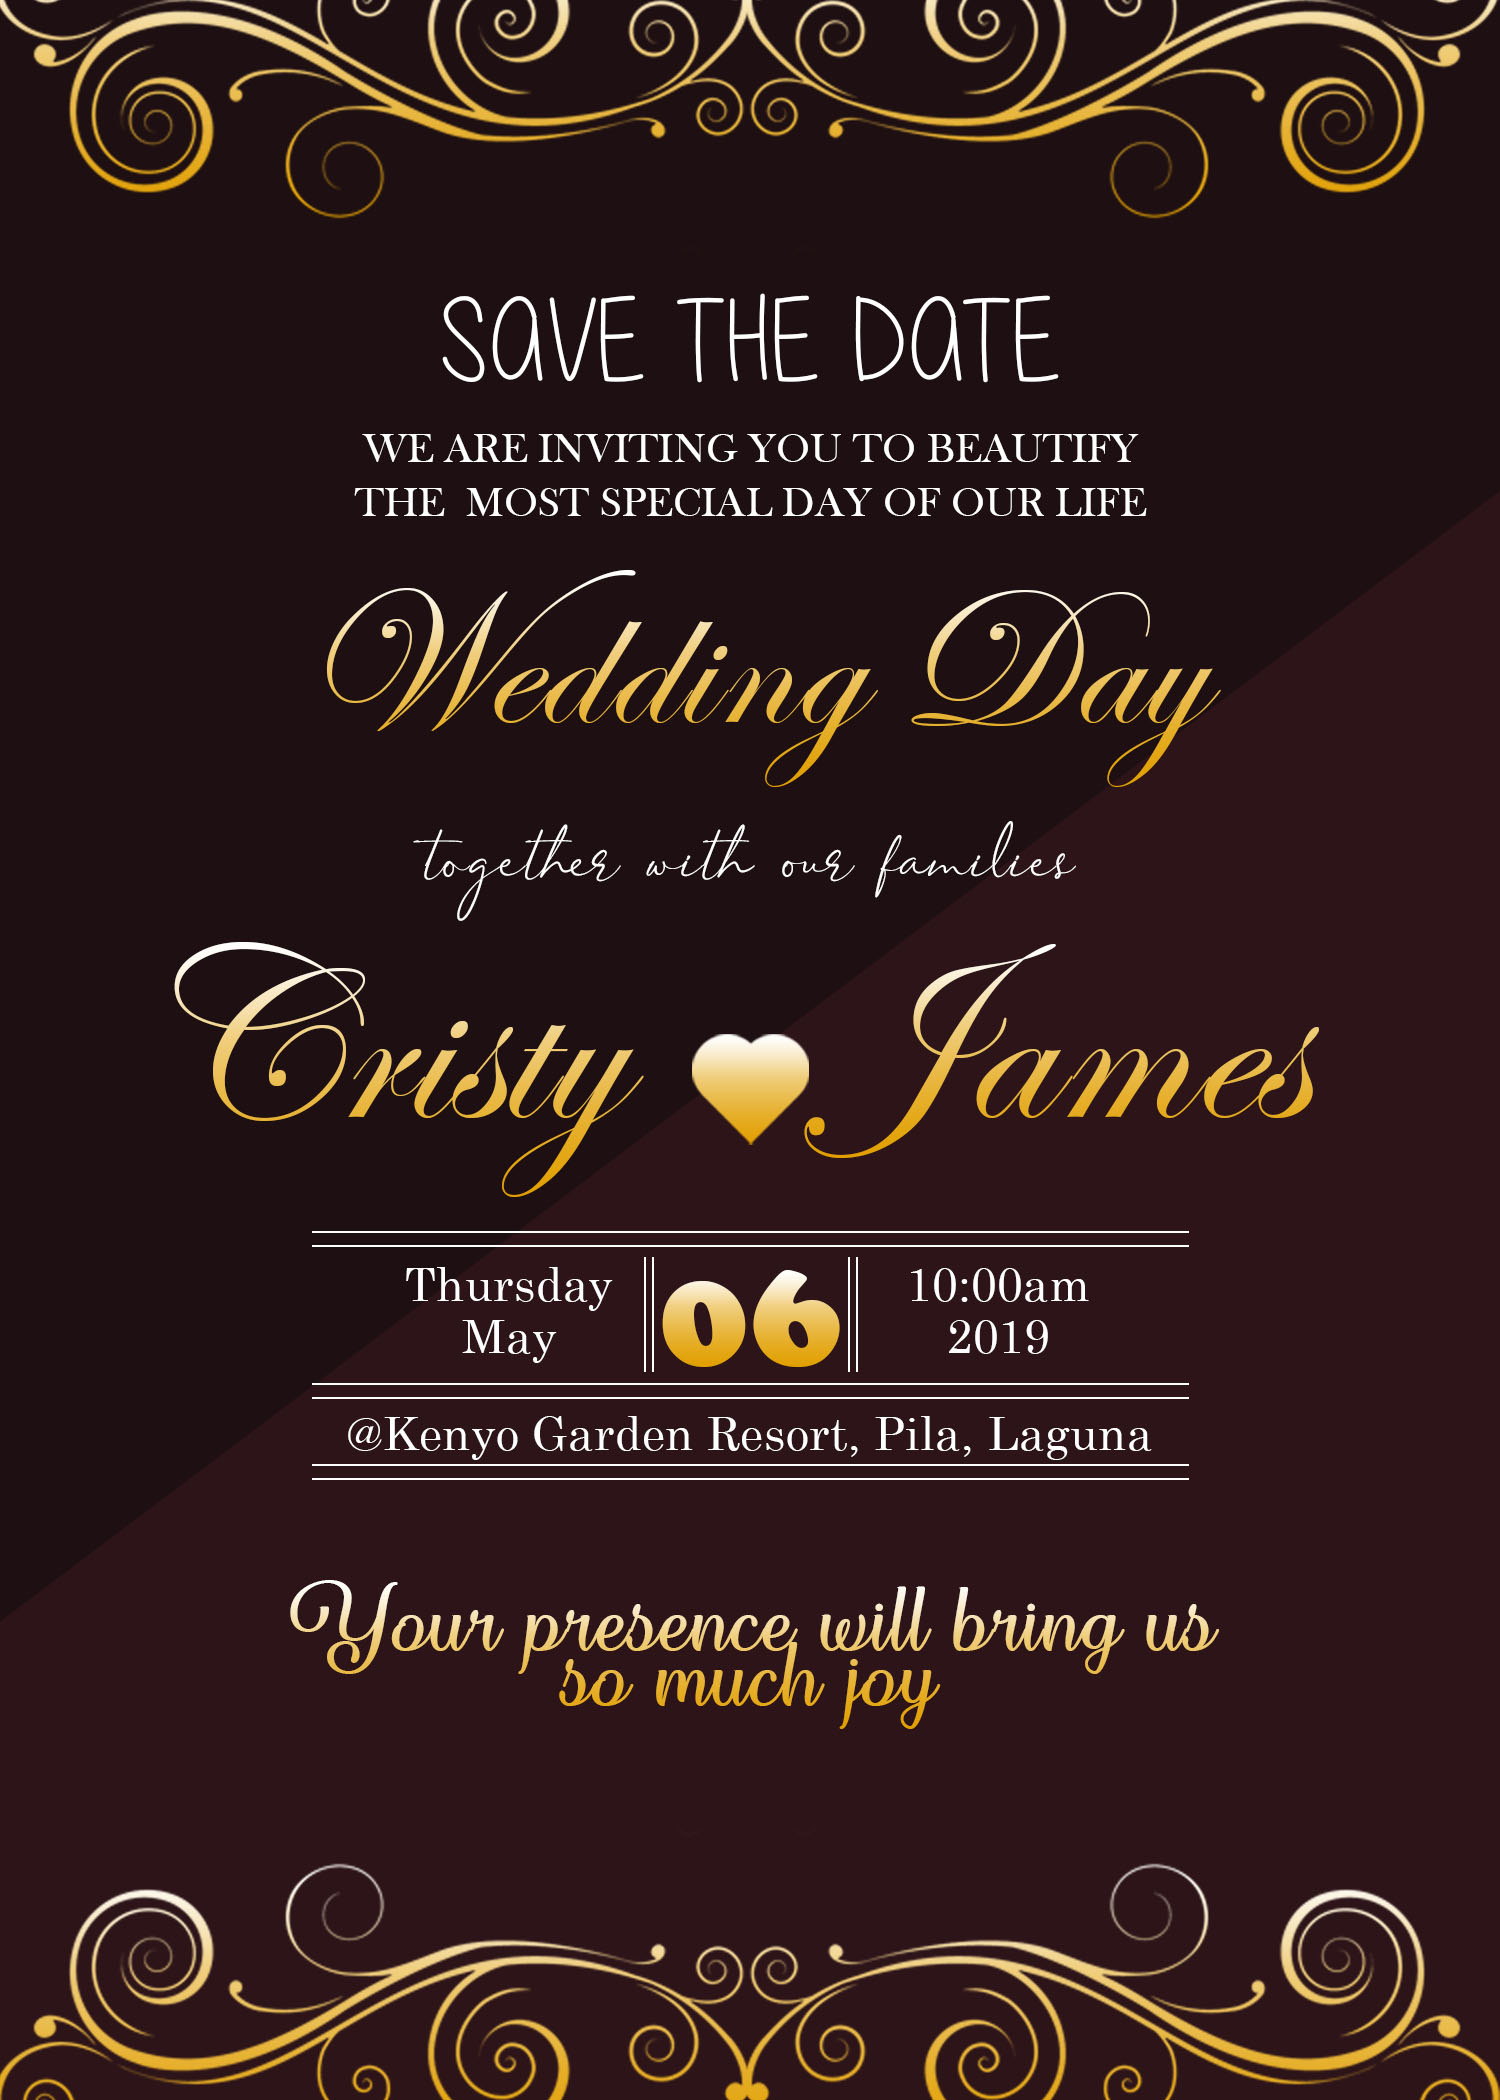 SAVE THE DATE
WE ARE INVITING YOU TO BEAUTIFY
THE MOST SPECIAL DAY OF OUR LIFE
Wedding Day
together with our families
Cristy James
Thursday 06 10:00am
May 2019
@Kenyo Garden Resort, Pila, Laguna
Your presence will bring us
so much joy